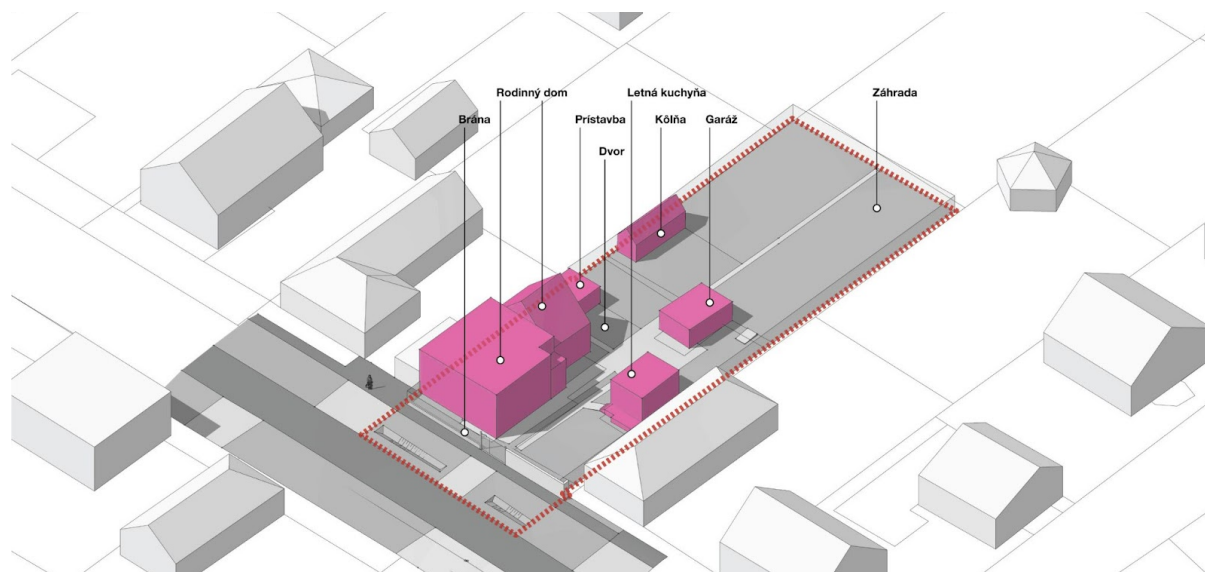 Rodinný dom
Letná kuchyňa
Záhrada
Brána
Prístavba
Kôlňa
Garáž
Dvor